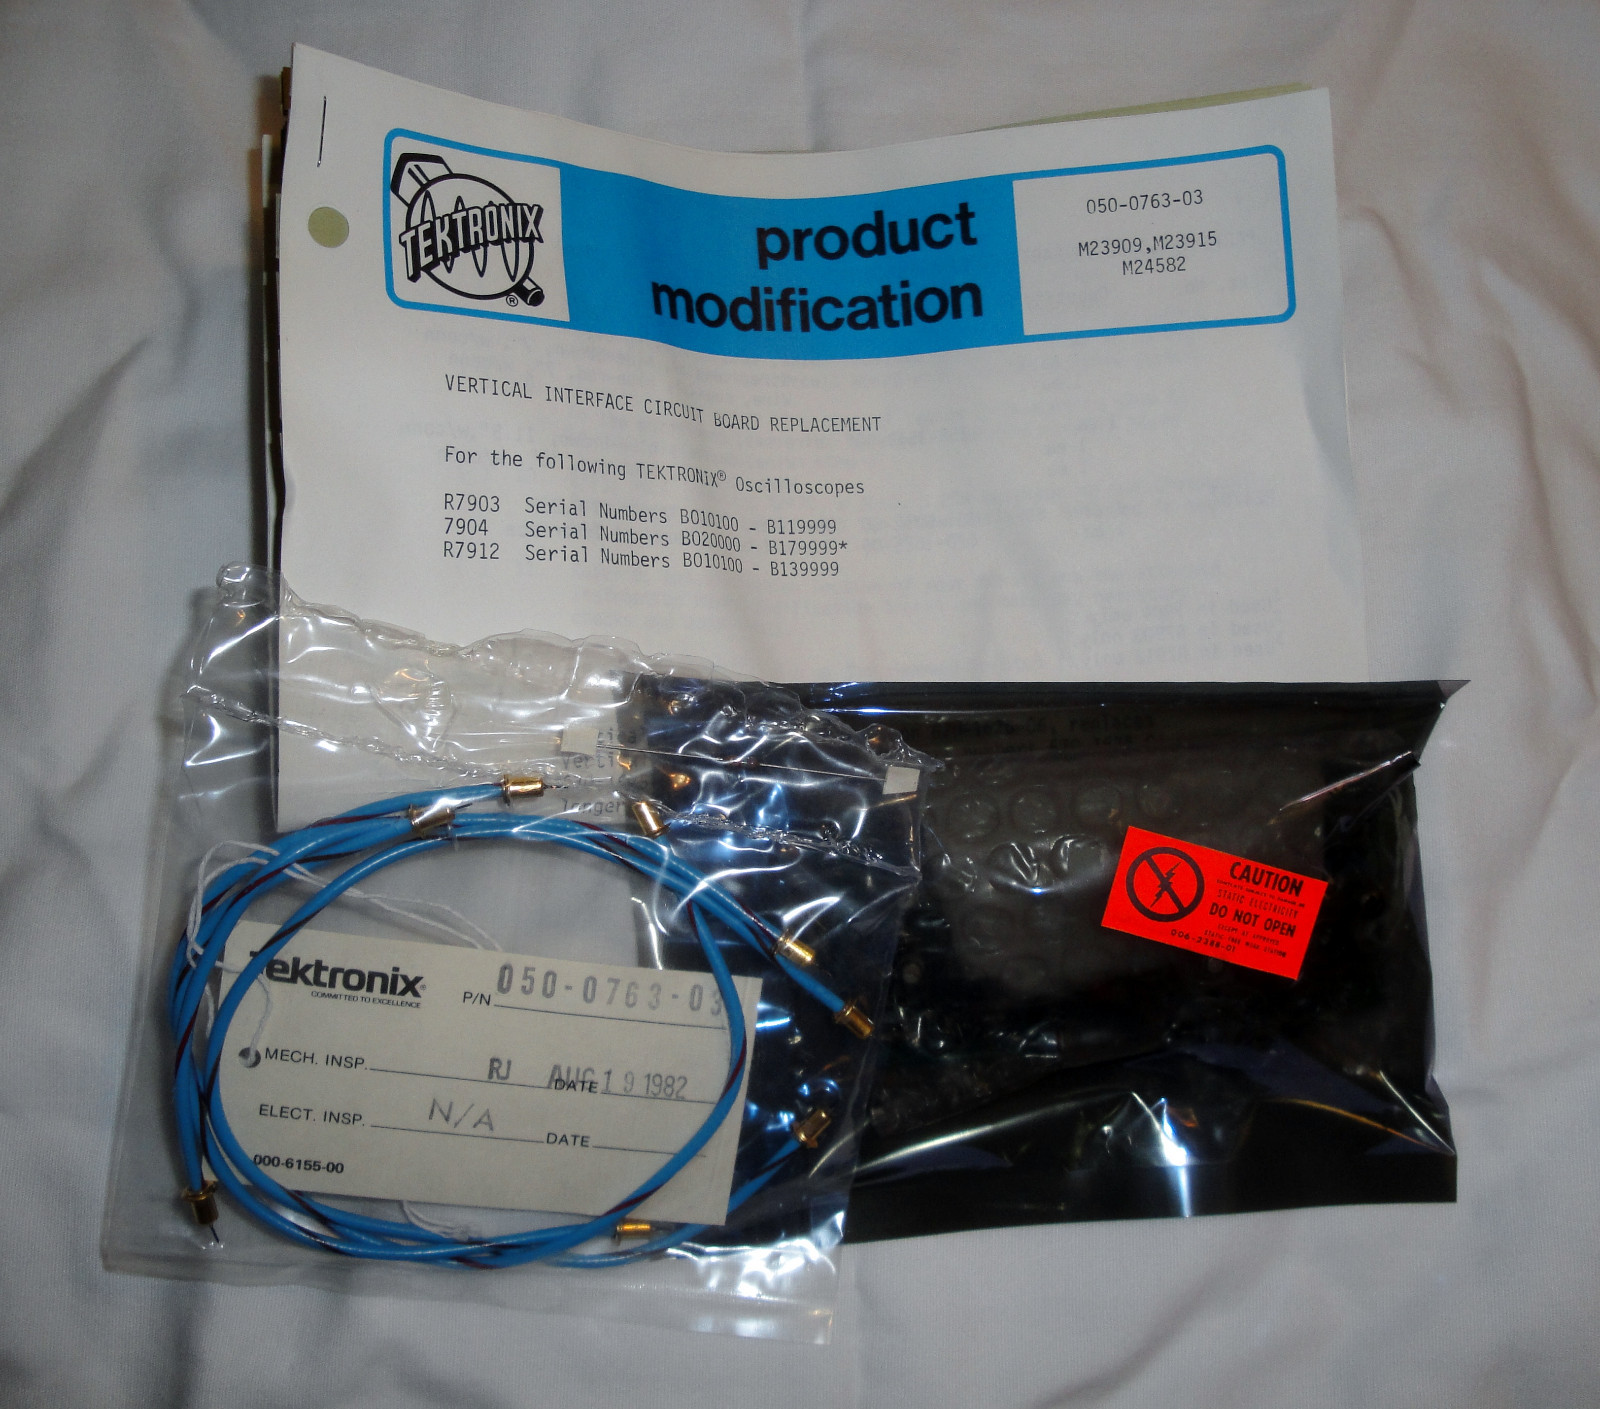 TEKTRONIX
®
product
modification
050-0763-03
M23909,M23915
M24582
VERTICAL INTERFACE CIRCUIT BOARD REPLACEMENT
For the following TEKTRONIX® Oscilloscopes
R7903 Serial Numbers B010100 - B119999
7904 Serial Numbers B020000 - B179999*
R7912 Serial Numbers B010100 - B139999
longer
CAUTION
STATIC ELECTRICITY
DO NOT OPEN
Tektronix®
COMMITTED TO EXCELLENCE
P/N 050-0763-03
MECH. INSP. RJ DATE AUG 19 1982
ELECT. INSP. N/A DATE
000-6155-00